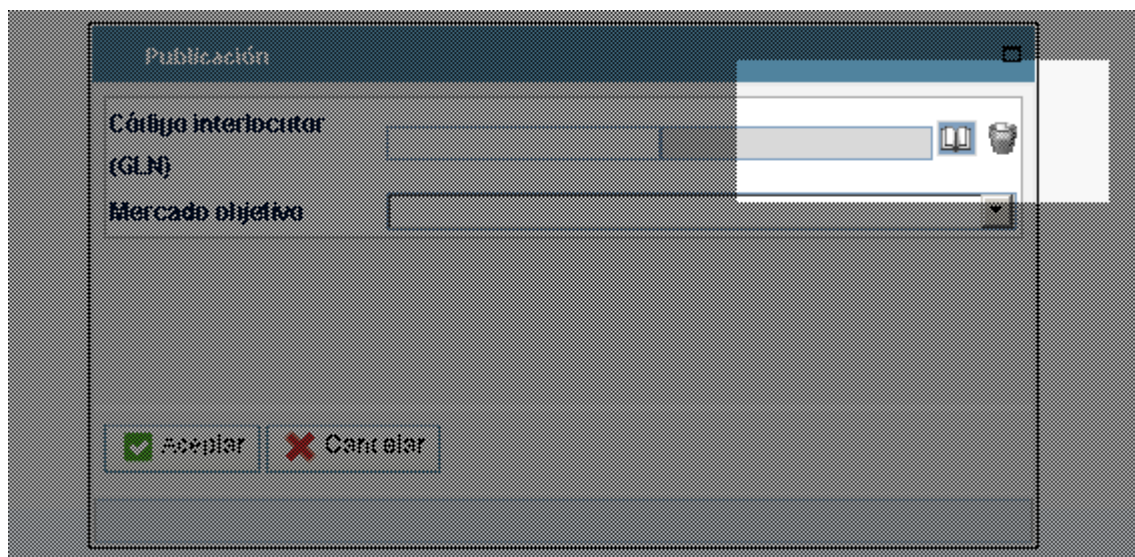 Publicación
Código interlocutor
(GLN)
Mercado objetivo
Aceptar Cancelar